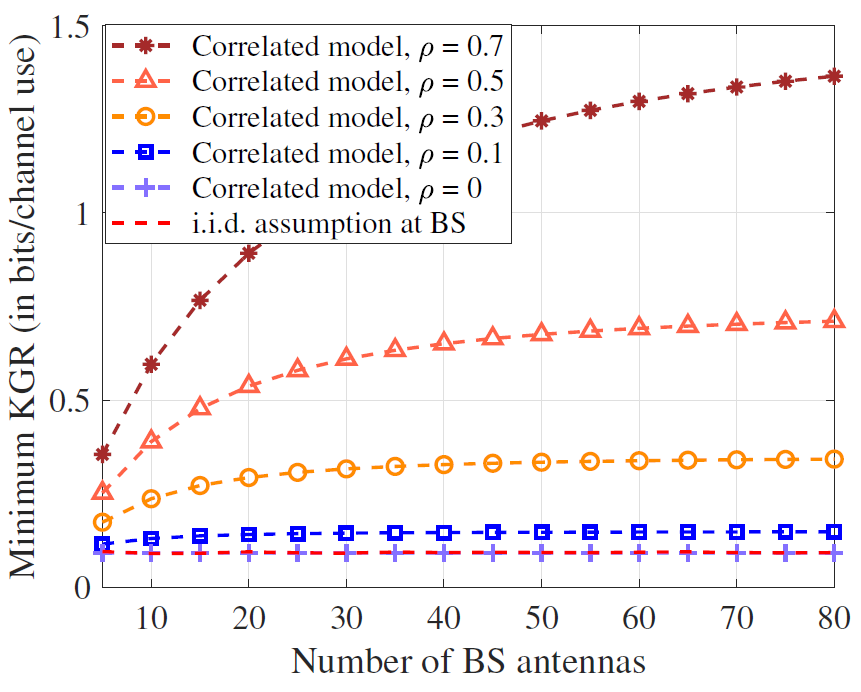 1.5
1
0.5
0
Minimum KGR (in bits/channel use)
Correlated model, ρ = 0.7
Correlated model, ρ = 0.5
Correlated model, ρ = 0.3
Correlated model, ρ = 0.1
Correlated model, ρ = 0
i.i.d. assumption at BS
10 20 30 40 50 60 70 80
Number of BS antennas